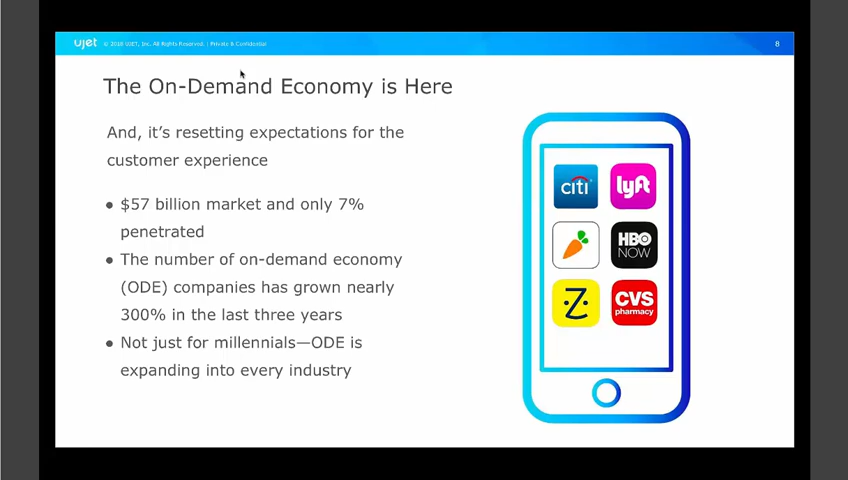 ujet © 2019 UJET, Inc. All Rights Reserved. | Private & Confidential 8
The On-Demand Economy is Here
And, it’s resetting expectations for the
customer experience
● $57 billion market and only 7%
penetrated
● The number of on-demand economy
(ODE) companies has grown nearly
300% in the last three years
● Not just for millennials—ODE is
expanding into every industry
citi
lyft
HBO
NOW
Z
CVS
pharmacy